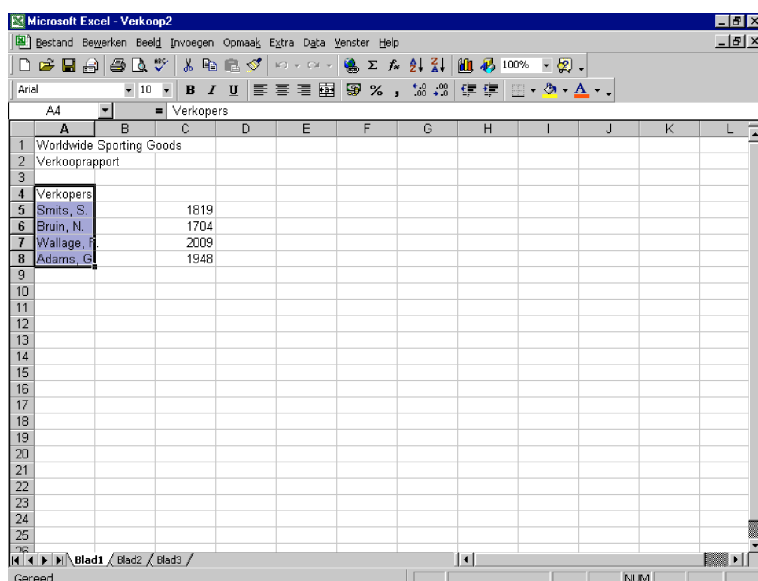 Microsoft Excel - Verkoop2
Bestand Bewerken Beeld Invoegen Opmaak Extra Data Venster Help
100%
Arial 10 B I U % ,
A4 = Verkopers
A B C D E F G H I J K L
1 Worldwide Sporting Goods
2 Verkooprapport
3
4 Verkopers
5 Smits, S. 1819
6 Bruin, N. 1704
7 Wallage, 2009
8 Adams, G 1948
9
10
11
12
13
14
15
16
17
18
19
20
21
22
23
24
25
26
Blad1 / Blad2 / Blad3 /
Gereed NUM